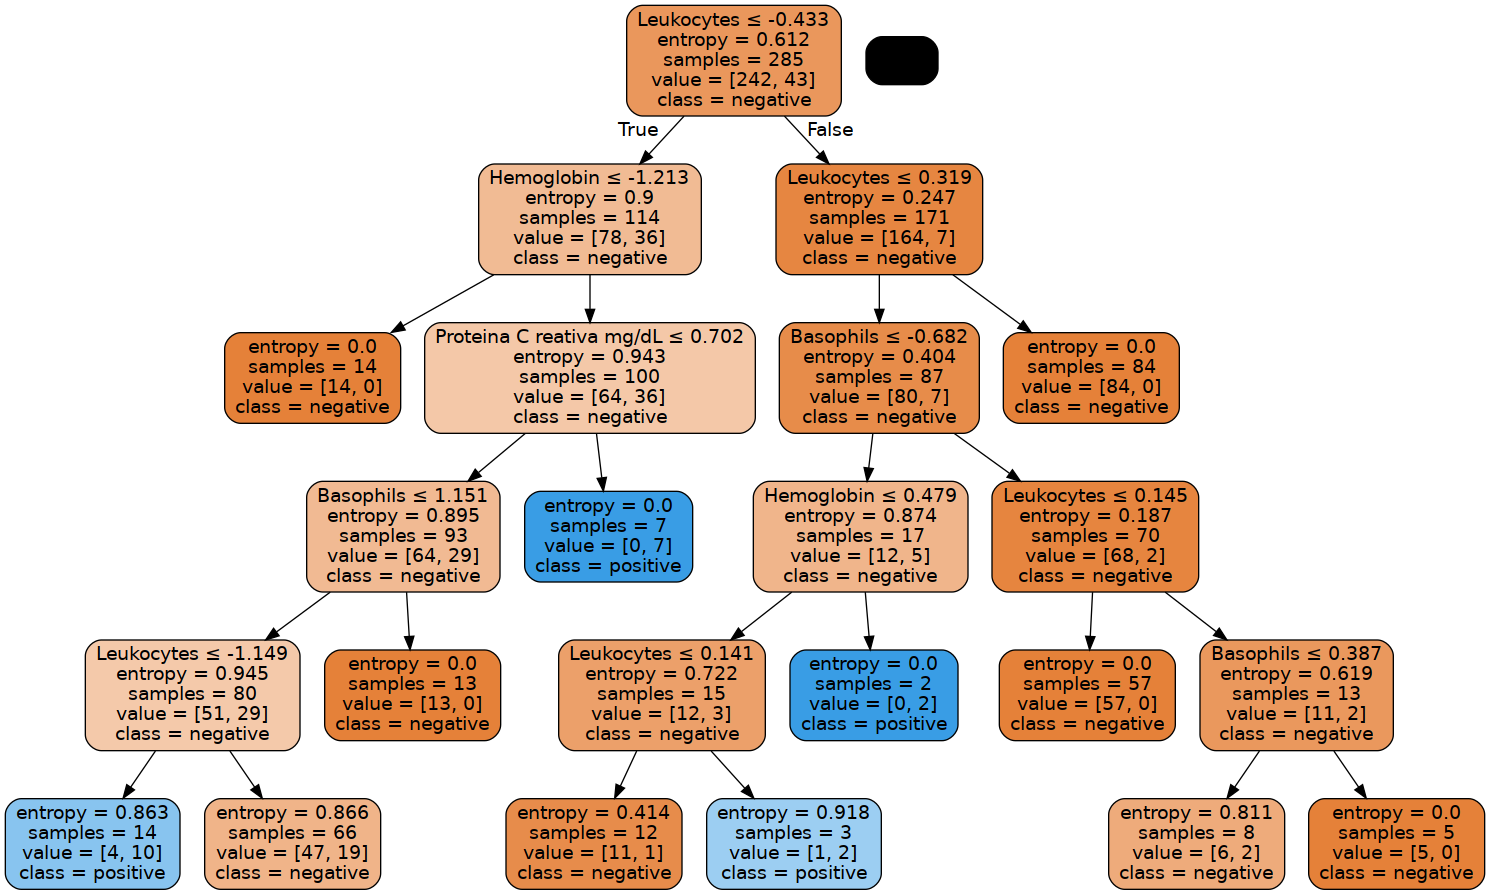 Leukocytes ≤ -0.433
entropy = 0.612
samples = 285
value = [242, 43]
class = negative
True
False
Hemoglobin ≤ -1.213
entropy = 0.9
samples = 114
value = [78, 36]
class = negative
Leukocytes ≤ 0.319
entropy = 0.247
samples = 171
value = [164, 7]
class = negative
entropy = 0.0
samples = 14
value = [14, 0]
class = negative
Proteina C reativa mg/dL ≤ 0.702
entropy = 0.943
samples = 100
value = [64, 36]
class = negative
Basophils ≤ -0.682
entropy = 0.404
samples = 87
value = [80, 7]
class = negative
entropy = 0.0
samples = 84
value = [84, 0]
class = negative
Basophils ≤ 1.151
entropy = 0.895
samples = 93
value = [64, 29]
class = negative
entropy = 0.0
samples = 7
value = [0, 7]
class = positive
Hemoglobin ≤ 0.479
entropy = 0.874
samples = 17
value = [12, 5]
class = negative
Leukocytes ≤ 0.145
entropy = 0.187
samples = 70
value = [68, 2]
class = negative
Leukocytes ≤ -1.149
entropy = 0.945
samples = 80
value = [51, 29]
class = negative
entropy = 0.0
samples = 13
value = [13, 0]
class = negative
Leukocytes ≤ 0.141
entropy = 0.722
samples = 15
value = [12, 3]
class = negative
entropy = 0.0
samples = 2
value = [0, 2]
class = positive
entropy = 0.0
samples = 57
value = [57, 0]
class = negative
Basophils ≤ 0.387
entropy = 0.619
samples = 13
value = [11, 2]
class = negative
entropy = 0.863
samples = 14
value = [4, 10]
class = positive
entropy = 0.866
samples = 66
value = [47, 19]
class = negative
entropy = 0.414
samples = 12
value = [11, 1]
class = negative
entropy = 0.918
samples = 3
value = [1, 2]
class = positive
entropy = 0.811
samples = 8
value = [6, 2]
class = negative
entropy = 0.0
samples = 5
value = [5, 0]
class = negative